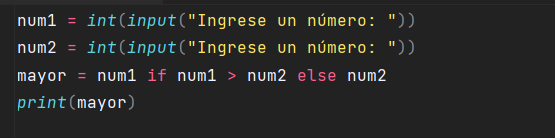 num1 = int(input("Ingrese un número: "))
num2 = int(input("Ingrese un número: "))
mayor = num1 if num1 > num2 else num2
print(mayor)